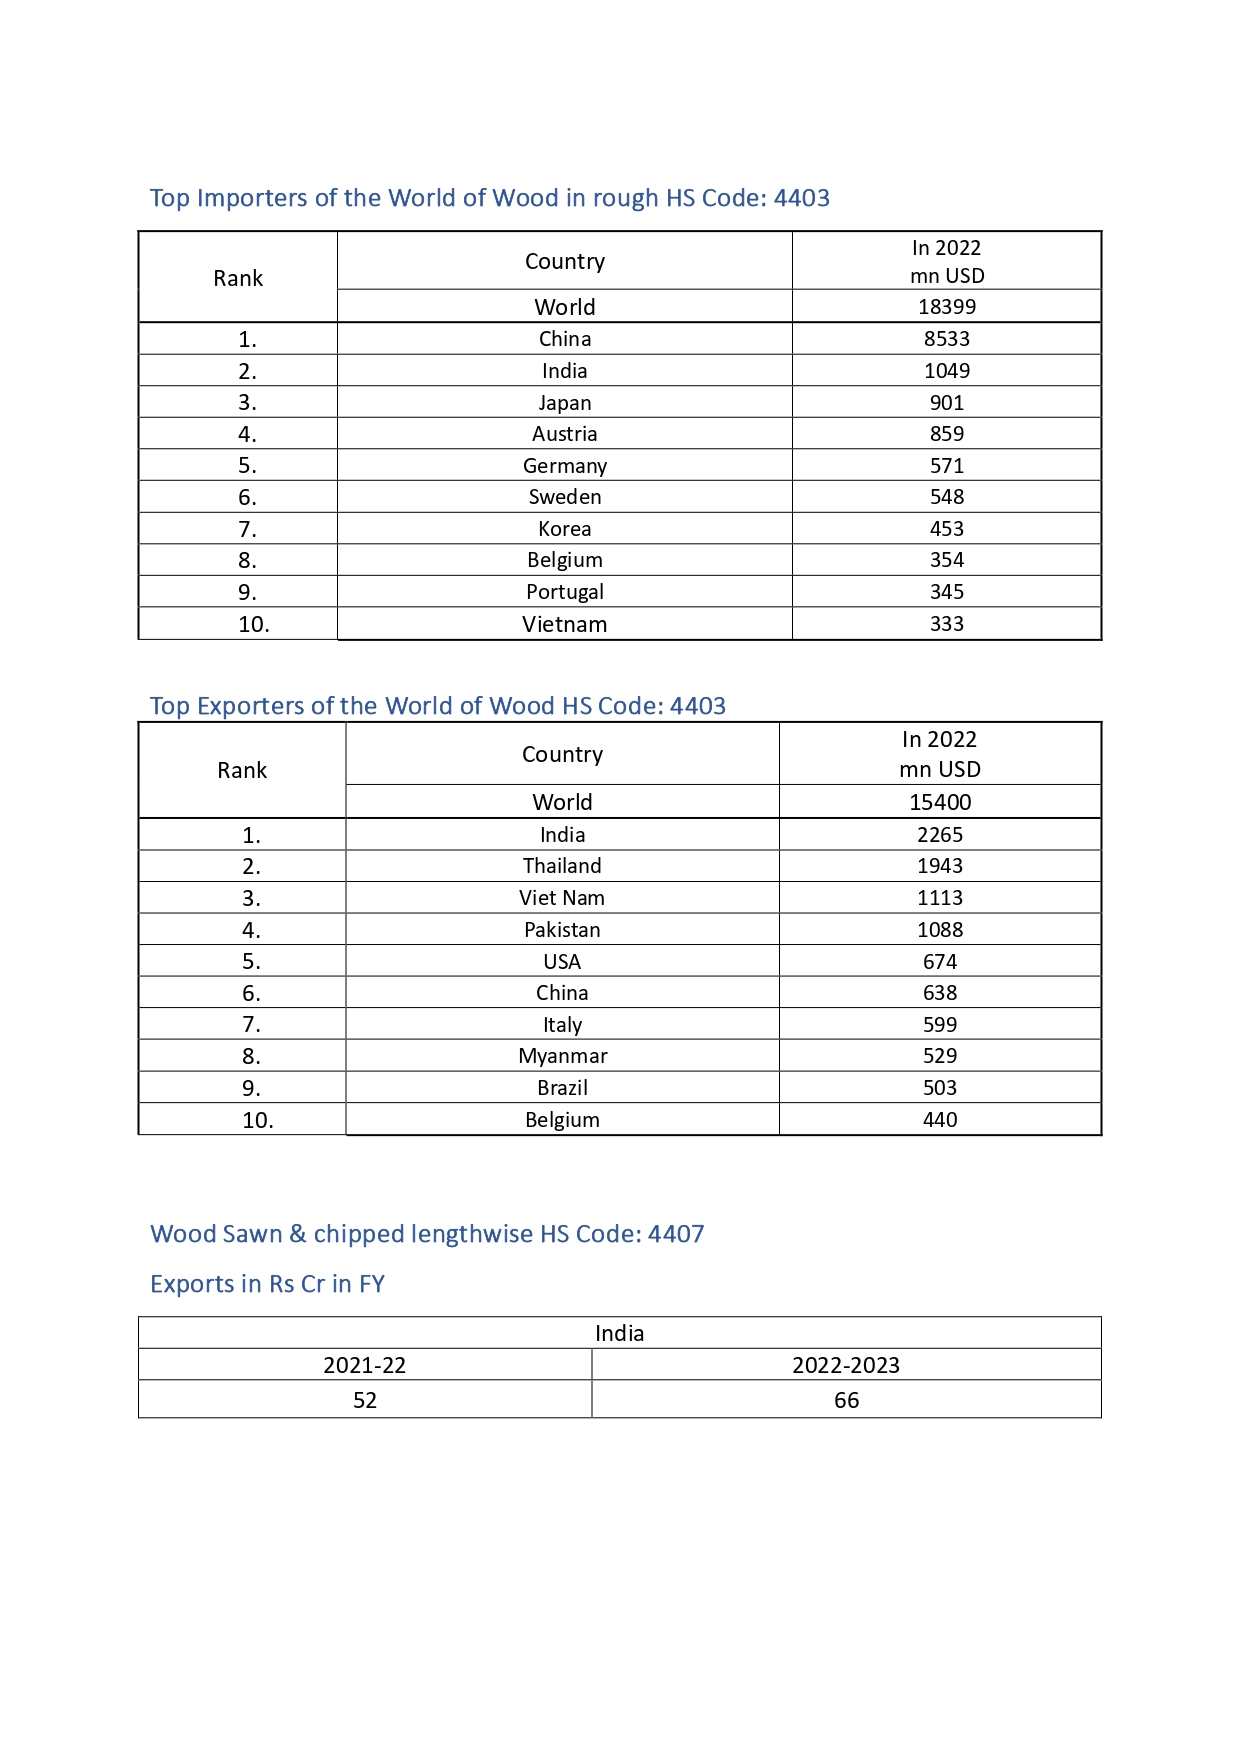 Top Importers of the World of Wood in rough HS Code: 4403
Rank Country In 2022
mn USD
World 18399
1. China 8533
2. India 1049
3. Japan 901
4. Austria 859
5. Germany 571
6. Sweden 548
7. Korea 453
8. Belgium 354
9. Portugal 345
10. Vietnam 333
Top Exporters of the World of Wood HS Code: 4403
Rank Country In 2022
mn USD
World 15400
1. India 2265
2. Thailand 1943
3. Viet Nam 1113
4. Pakistan 1088
5. USA 674
6. China 638
7. Italy 599
8. Myanmar 529
9. Brazil 503
10. Belgium 440
Wood Sawn & chipped lengthwise HS Code: 4407
Exports in Rs Cr in FY
India
2021-22 2022-2023
52 66